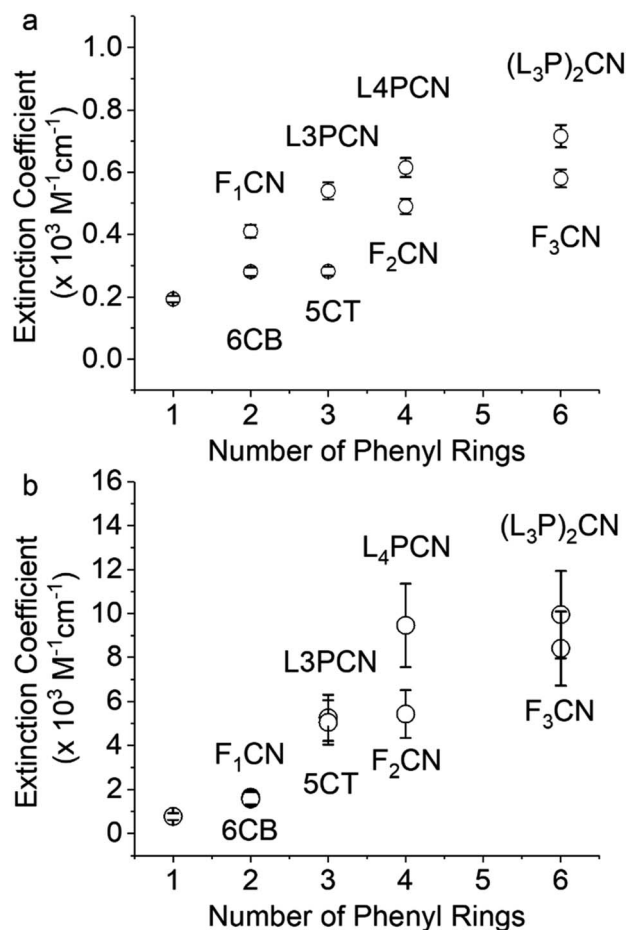 a
Extinction Coefficient
(x 10³ M⁻¹cm⁻¹)
1.0
0.8
0.6
0.4
0.2
0.0
(L₃P)₂CN
L4PCN
L3PCN
F₁CN
F₂CN
F₃CN
5CT
6CB
1 2 3 4 5 6
Number of Phenyl Rings
b
Extinction Coefficient
(x 10³ M⁻¹cm⁻¹)
16
14
12
10
8
6
4
2
0
(L₃P)₂CN
L₄PCN
L3PCN
F₃CN
F₂CN
F₁CN
5CT
6CB
1 2 3 4 5 6
Number of Phenyl Rings